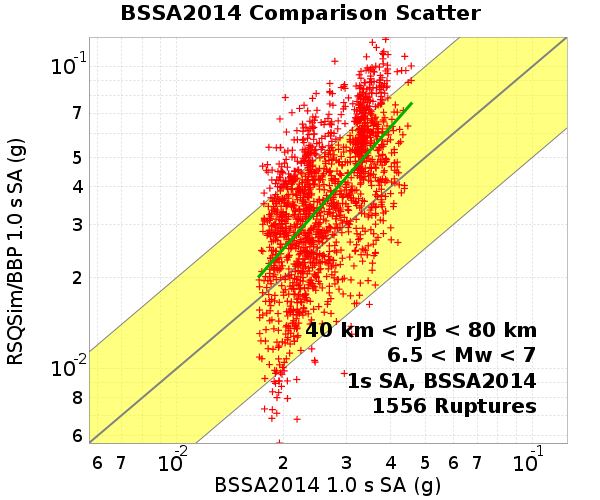 BSSA2014 Comparison Scatter
RSQSim/BBP 1.0 s SA (g)
10-1
7
5
4
3
2
10-2
8
6
40 km < rJB < 80 km
6.5 < Mw < 7
1s SA, BSSA2014
1556 Ruptures
6 7 10-2 2 3 4 5 6 7 10-1
BSSA2014 1.0 s SA (g)